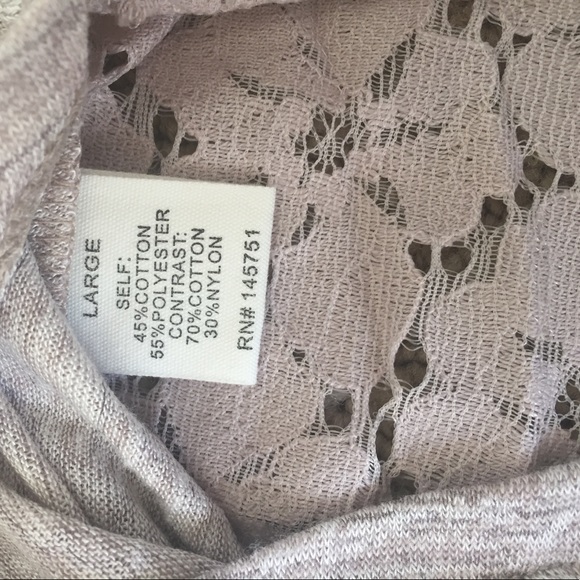 LARGE
SELF:
45%COTTON
55%POLYESTER
CONTRAST:
70%COTTON
30%NYLON
RN# 145751